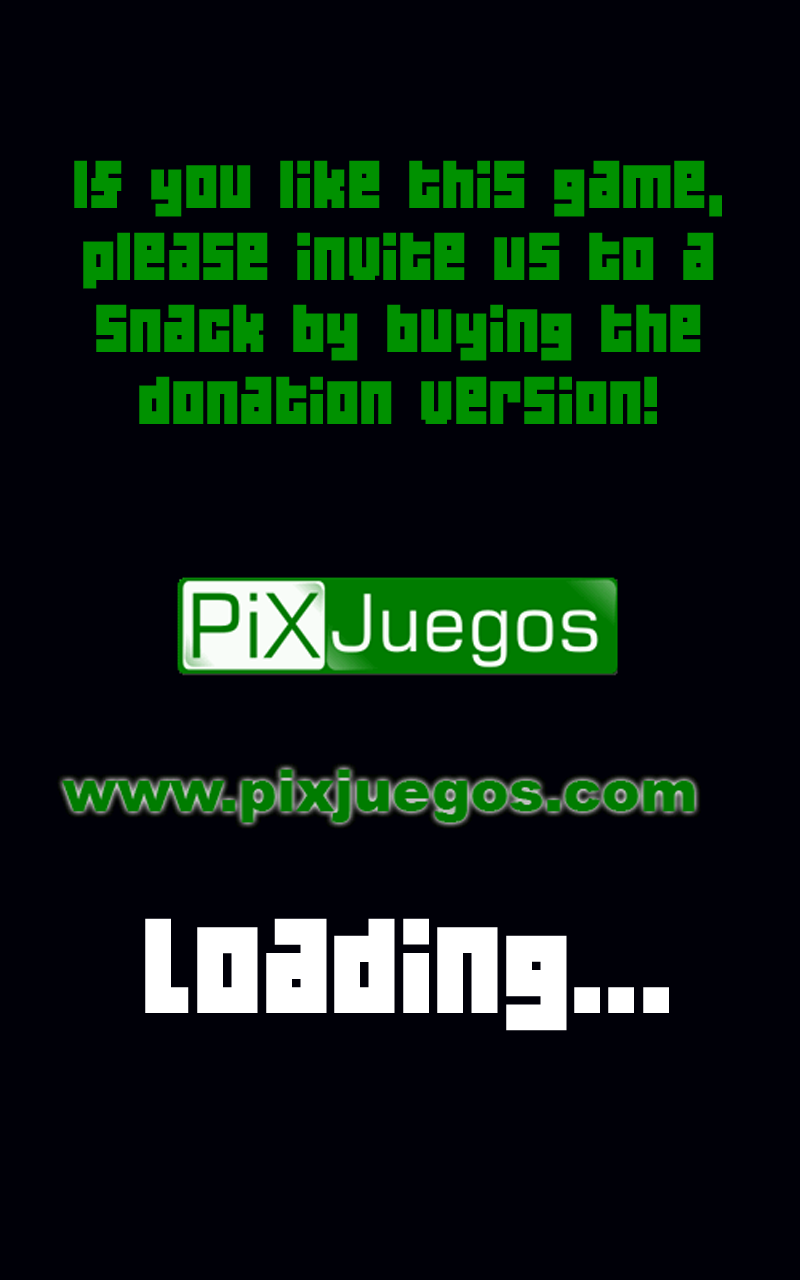 If you like this game,
please invite us to a
snack by buying the
donation version!
PiXJuegos
www.pixjuegos.com
Loading...